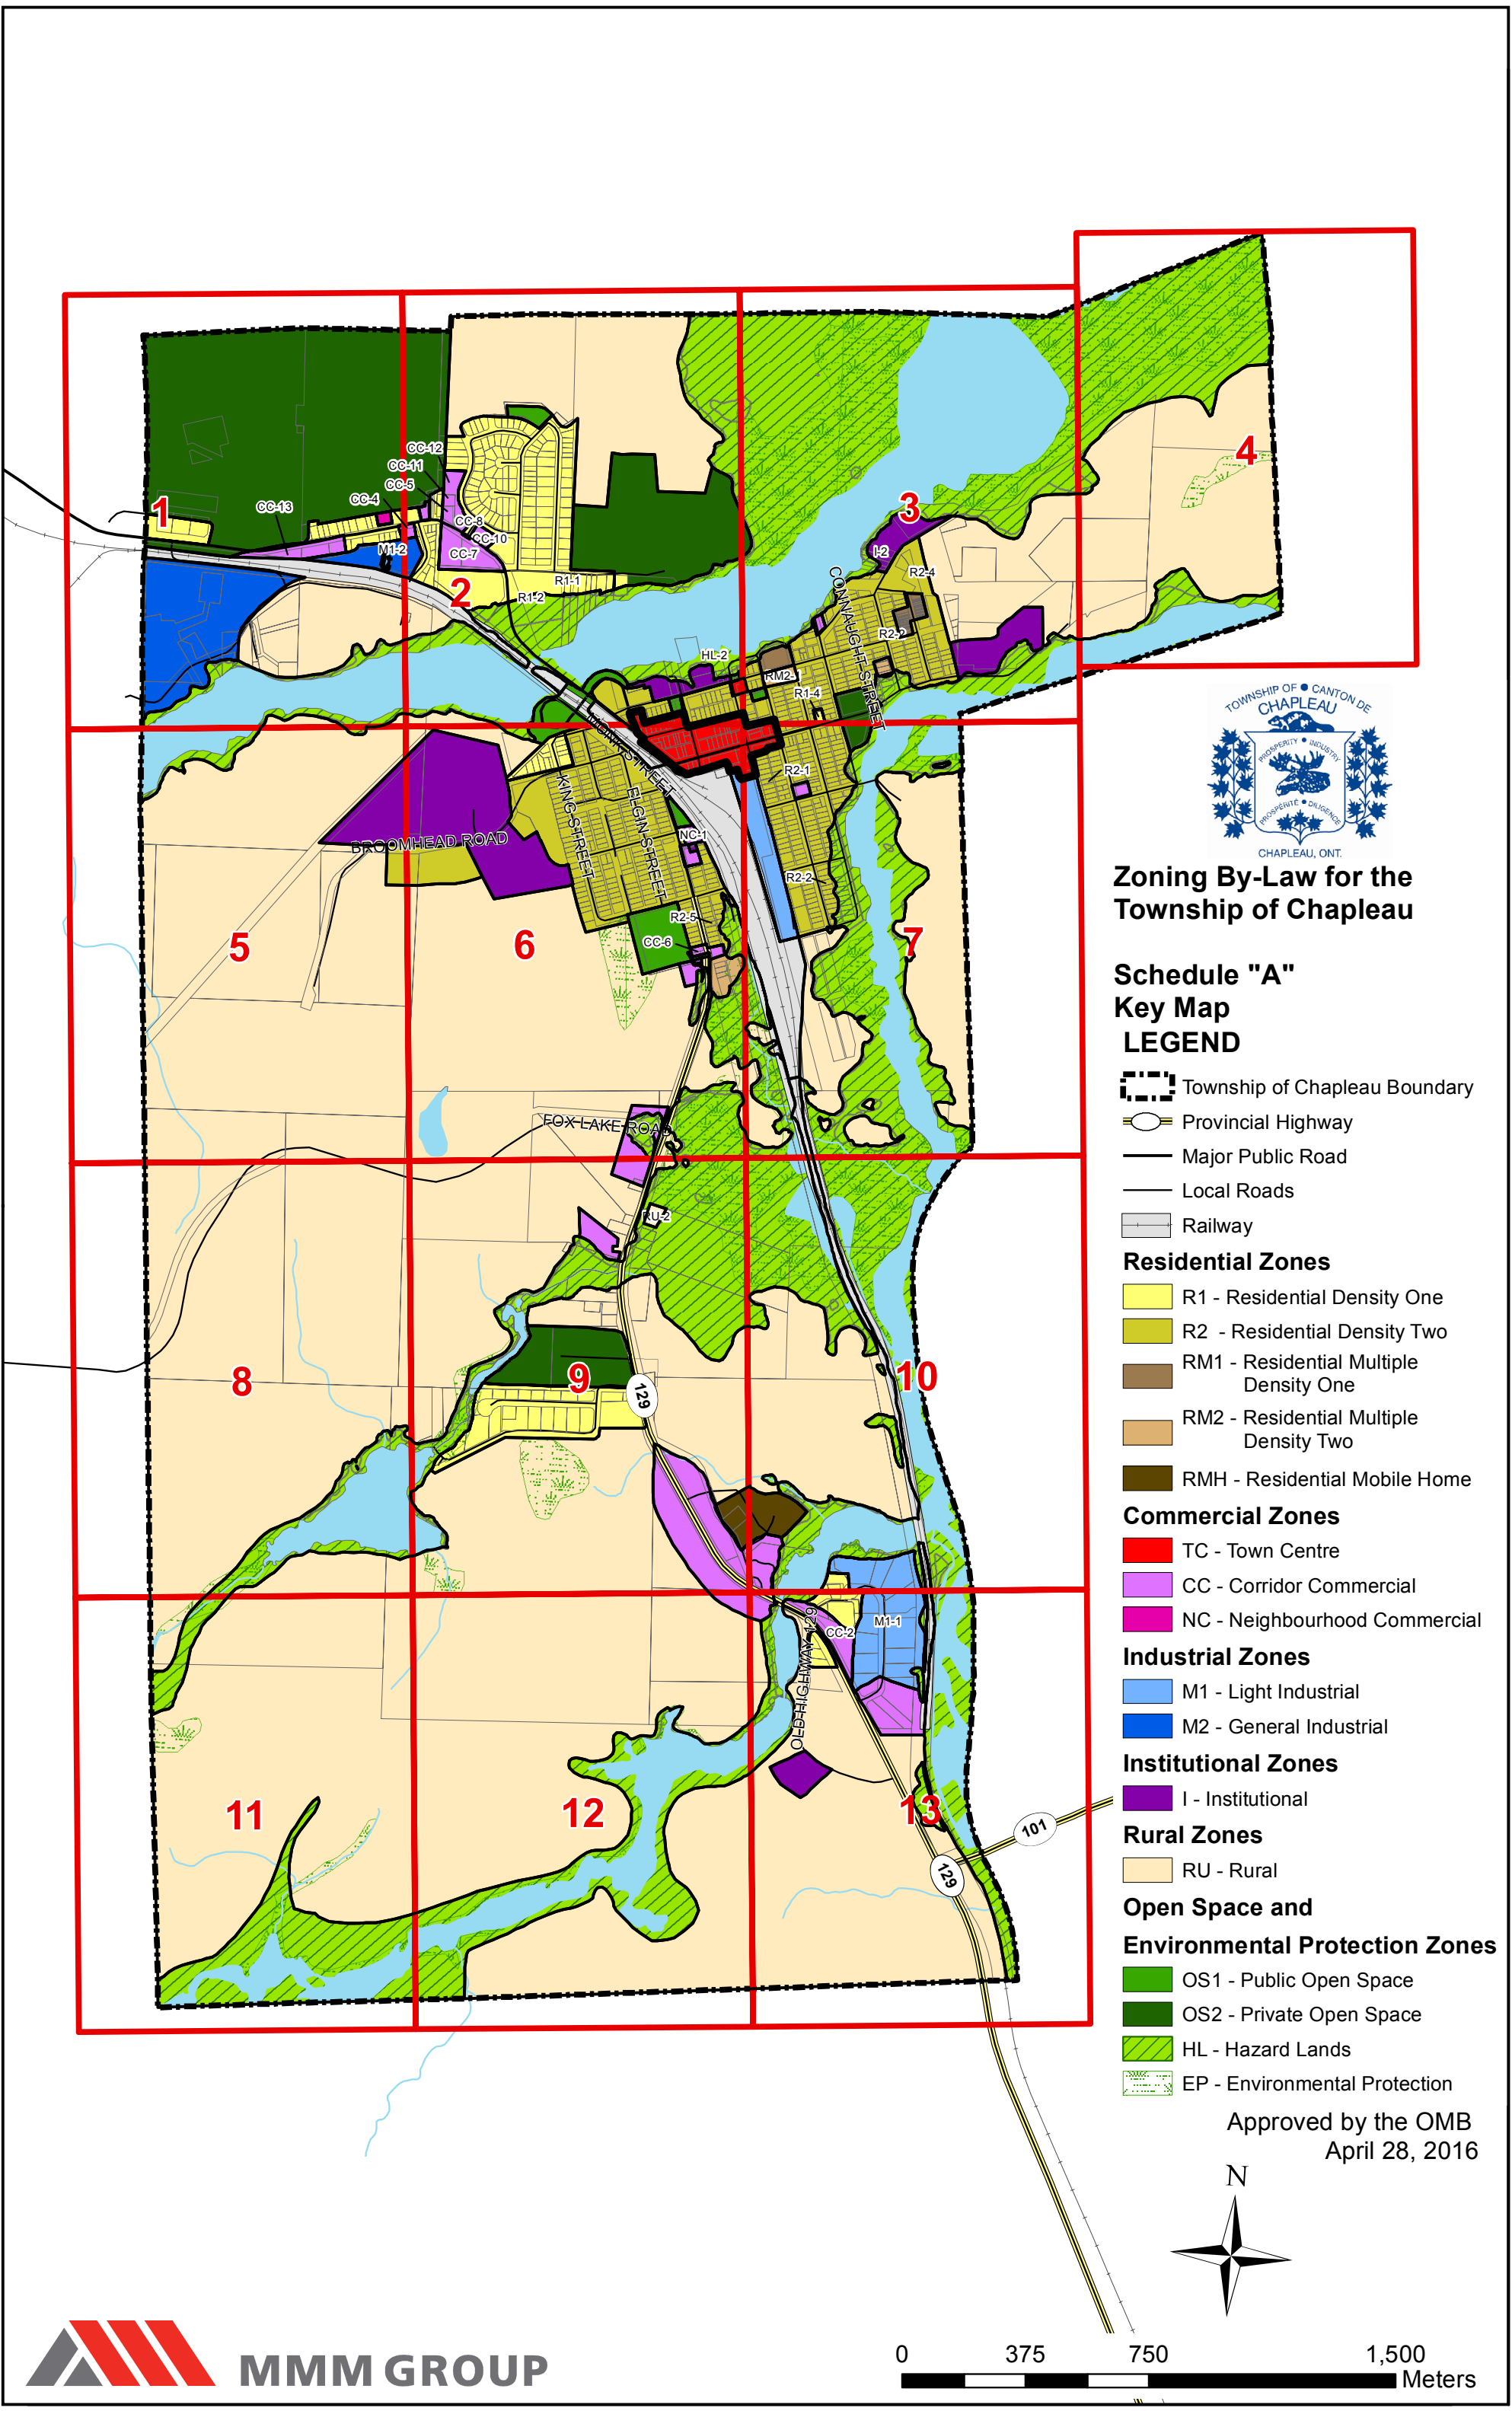 1
2
3
4
5
6
7
8
9
10
11
12
13
CC-12
CC-11
CC-5
CC-4
CC-13
CC-8
CC-10
CC-7
M1-2
R1-1
R1-2
I-2
R2-4
R2-2
HL-2
RM2-1
R1-4
CONNAUGHT STREET
MONK STREET
KING STREET
ELGIN STREET
R2-1
NC-1
R2-2
R2-5
CC-6
BROOMHEAD ROAD
FOX LAKE ROAD
RU-2
129
M1-1
CC-2
OLD HIGHWAY 129
101
129
TOWNSHIP OF • CANTON DE
CHAPLEAU
PROSPERITY • INDUSTRY
PROSPÉRITÉ • DILIGENCE
CHAPLEAU, ONT.
Zoning By-Law for the
Township of Chapleau
Schedule "A"
Key Map
LEGEND
Township of Chapleau Boundary
Provincial Highway
Major Public Road
Local Roads
Railway
Residential Zones
R1 - Residential Density One
R2 - Residential Density Two
RM1 - Residential Multiple
Density One
RM2 - Residential Multiple
Density Two
RMH - Residential Mobile Home
Commercial Zones
TC - Town Centre
CC - Corridor Commercial
NC - Neighbourhood Commercial
Industrial Zones
M1 - Light Industrial
M2 - General Industrial
Institutional Zones
I - Institutional
Rural Zones
RU - Rural
Open Space and
Environmental Protection Zones
OS1 - Public Open Space
OS2 - Private Open Space
HL - Hazard Lands
EP - Environmental Protection
Approved by the OMB
April 28, 2016
N
0 375 750 1,500
Meters
MMM GROUP